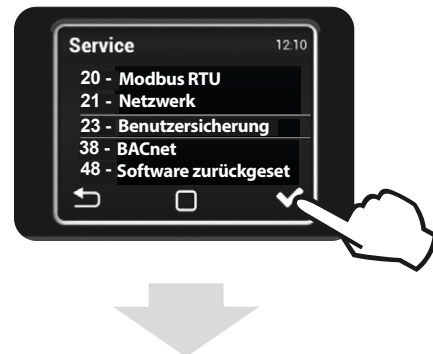 Service 12:10
20 - Modbus RTU
21 - Netzwerk
23 - Benutzersicherung
38 - BACnet
48 - Software zurückgeset